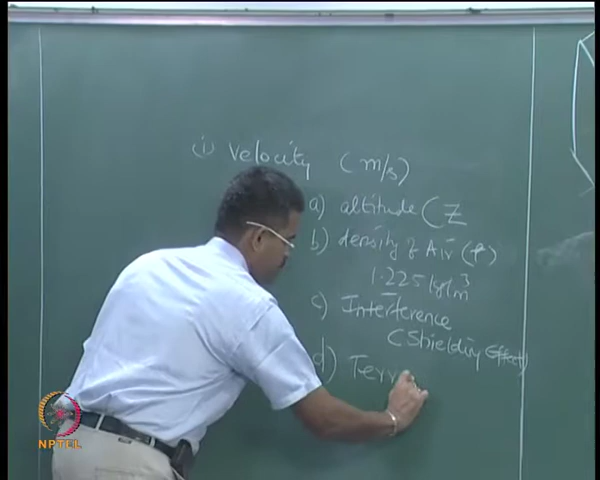 (i) Velocity (m/s)
a) altitude (Z
b) density of Air (ρ)
1.225 kg/m³
c) Interference
(Shielding Effect)
d) Terr
NPTEL